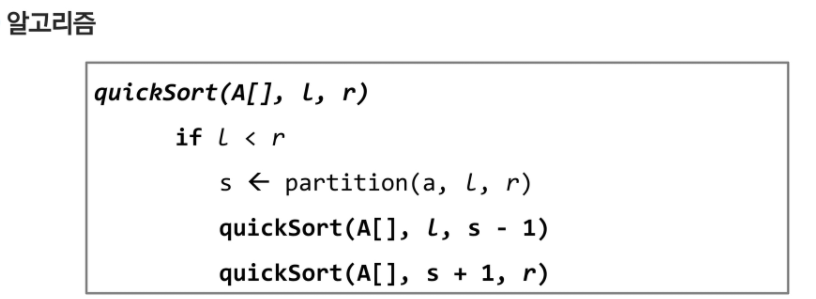 알고리즘
quickSort(A[], l, r)
if l < r
s ← partition(a, l, r)
quickSort(A[], l, s - 1)
quickSort(A[], s + 1, r)